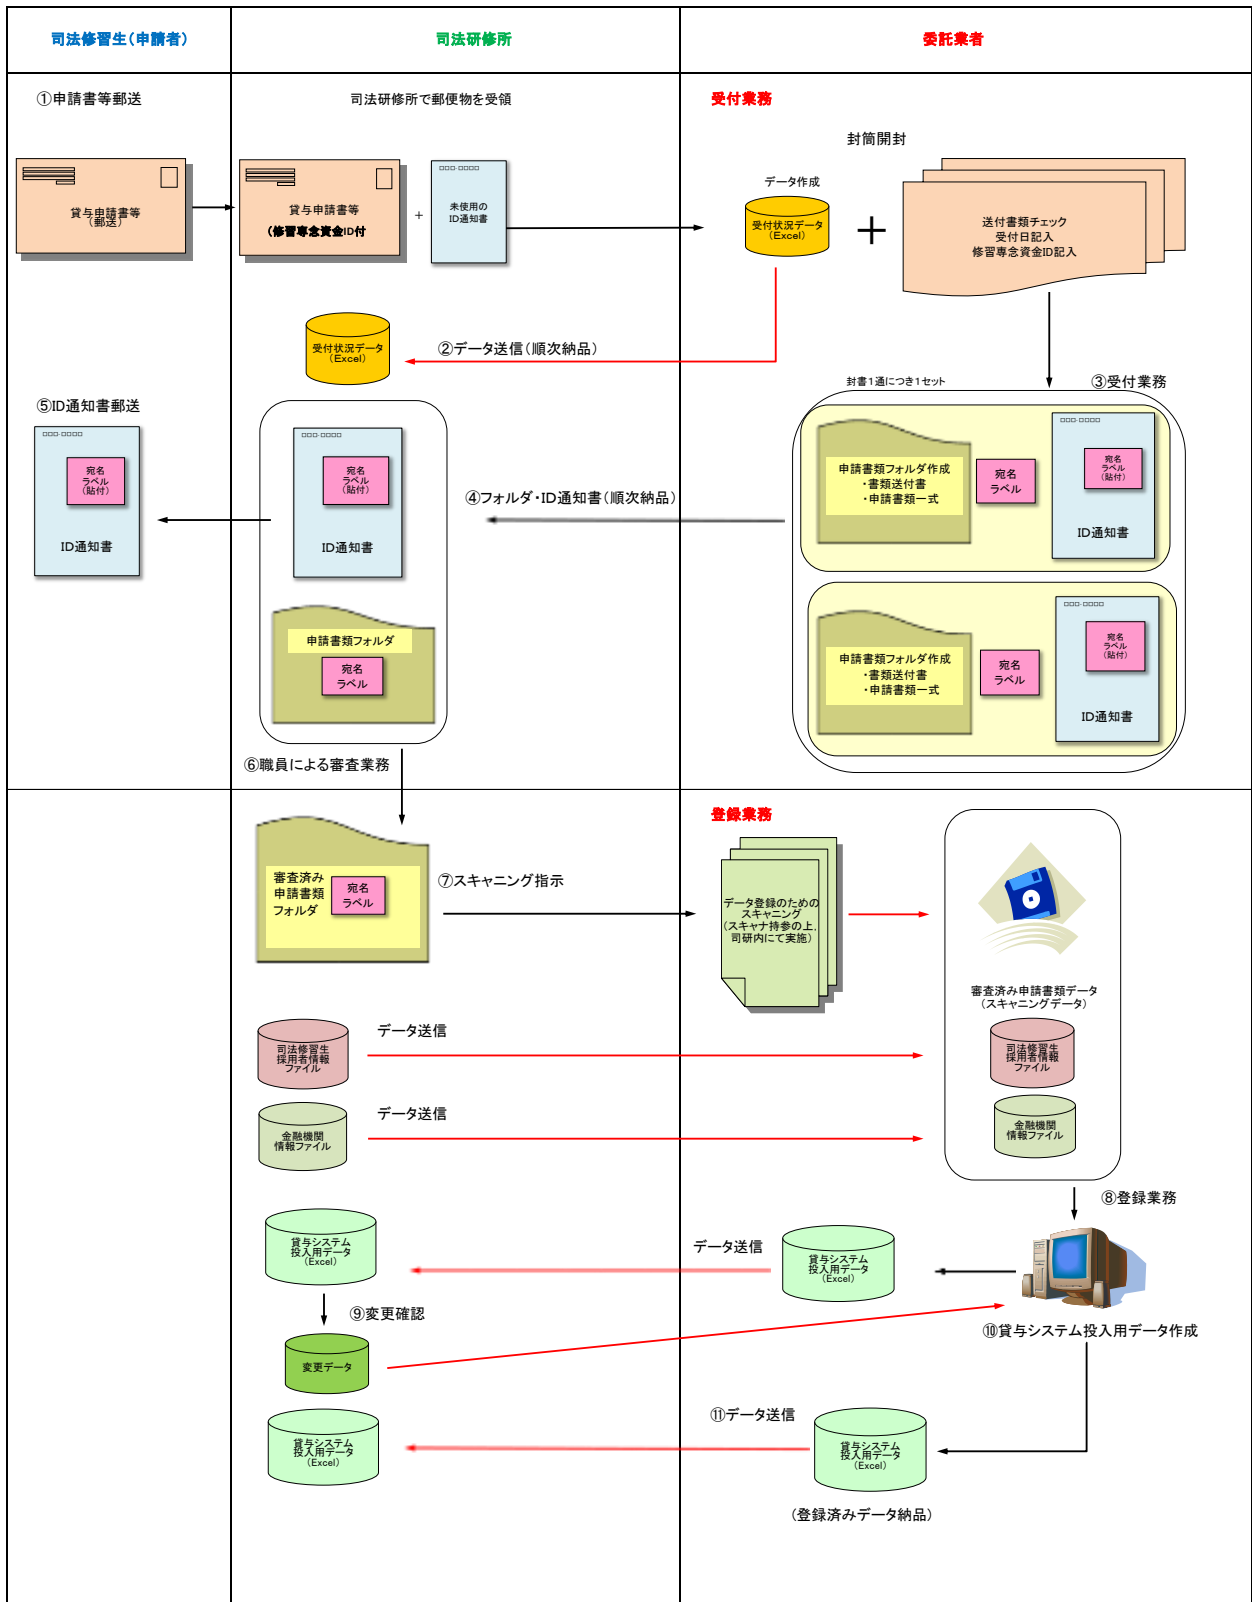 司法修習生（申請者）
司法研修所
委託業者
①申請書等郵送
司法研修所で郵便物を受領
受付業務
封筒開封
貸与申請書等
（郵送）
貸与申請書等
（修習専念資金ID付
+
□□□-□□□□
未使用の
ID通知書
データ作成
受付状況データ
（Excel）
+
送付書類チェック
受付日記入
修習専念資金ID記入
受付状況データ
（Excel）
②データ送信（順次納品）
封書１通につき１セット
③受付業務
⑤ID通知書郵送
□□□-□□□□
宛名
ラベル
（貼付）
ID通知書
□□□-□□□□
宛名
ラベル
（貼付）
ID通知書
④フォルダ・ID通知書（順次納品）
申請書類フォルダ作成
・書類送付書
・申請書類一式
宛名
ラベル
□□□-□□□□
宛名
ラベル
（貼付）
ID通知書
申請書類フォルダ
宛名
ラベル
申請書類フォルダ作成
・書類送付書
・申請書類一式
宛名
ラベル
□□□-□□□□
宛名
ラベル
（貼付）
ID通知書
⑥職員による審査業務
登録業務
審査済み
申請書類
フォルダ
宛名
ラベル
⑦スキャニング指示
データ登録のための
スキャニング
（スキャナ持参の上，
司研内にて実施）
審査済み申請書類データ
（スキャニングデータ）
司法修習生
採用者情報
ファイル
データ送信
司法修習生
採用者情報
ファイル
金融機関
情報ファイル
データ送信
金融機関
情報ファイル
⑧登録業務
貸与システム
投入用データ
（Excel）
データ送信
貸与システム
投入用データ
（Excel）
⑨変更確認
⑩貸与システム投入用データ作成
変更データ
貸与システム
投入用データ
（Excel）
⑪データ送信
貸与システム
投入用データ
（Excel）
（登録済みデータ納品）